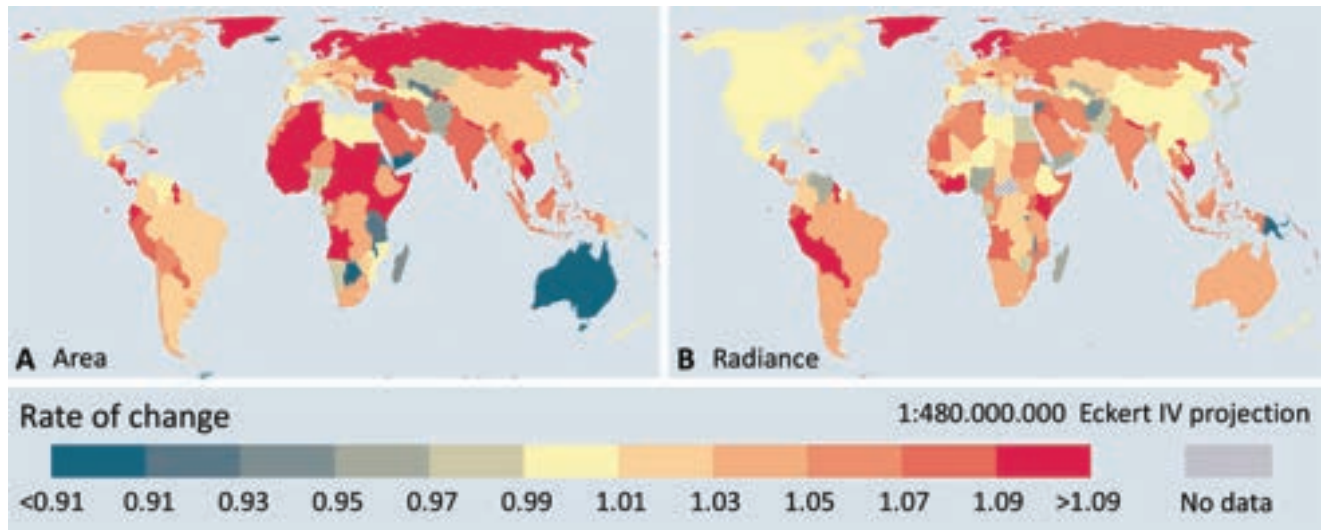 A Area
B Radiance
Rate of change
1:480.000.000 Eckert IV projection
<0.91 0.91 0.93 0.95 0.97 0.99 1.01 1.03 1.05 1.07 1.09 >1.09
No data